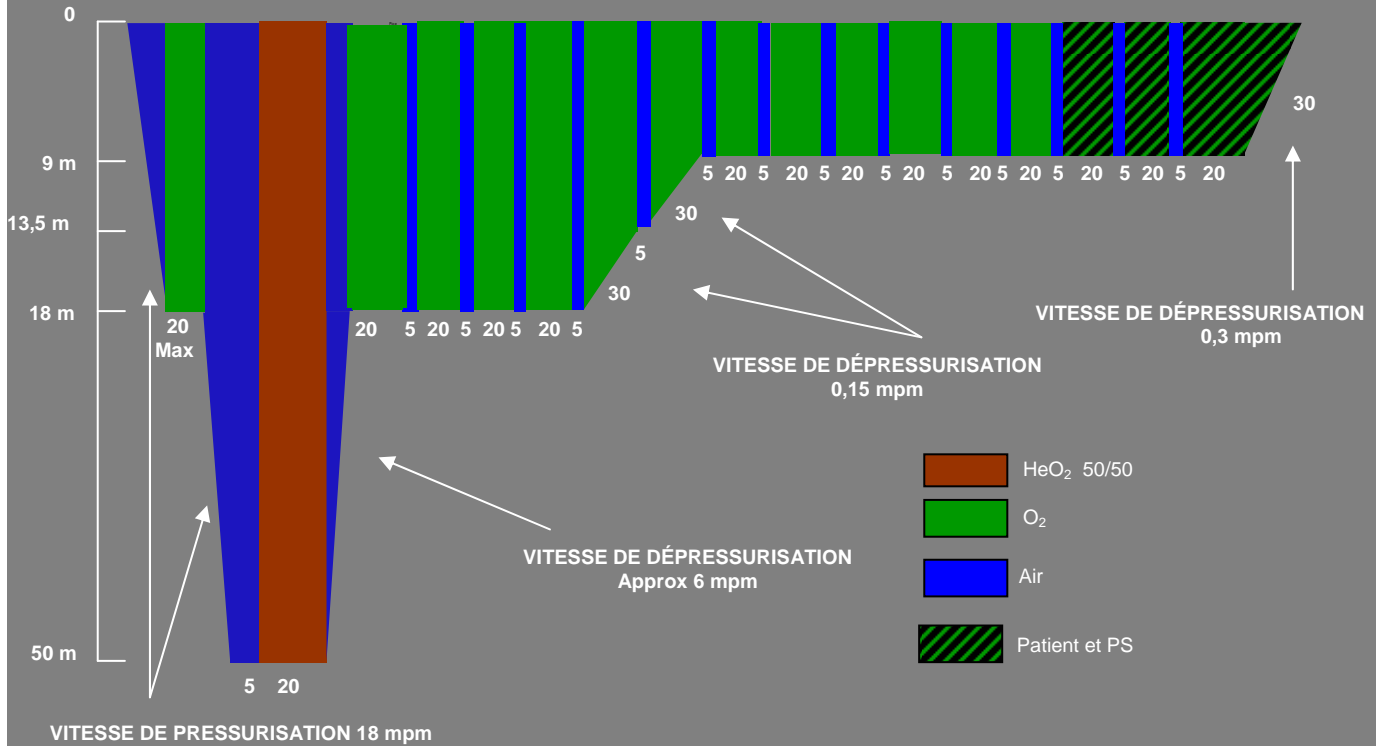 0
9 m
13,5 m
18 m
50 m
20
Max
5 20
20 5 20 5 20 5 20 5
30
5
30
5 20 5 20 5 20 5 20 5 20 5 20 5 20 5 20 5 20
30
VITESSE DE DÉPRESSURISATION
0,3 mpm
VITESSE DE DÉPRESSURISATION
0,15 mpm
VITESSE DE DÉPRESSURISATION
Approx 6 mpm
VITESSE DE PRESSURISATION 18 mpm
HeO₂ 50/50
O₂
Air
Patient et PS